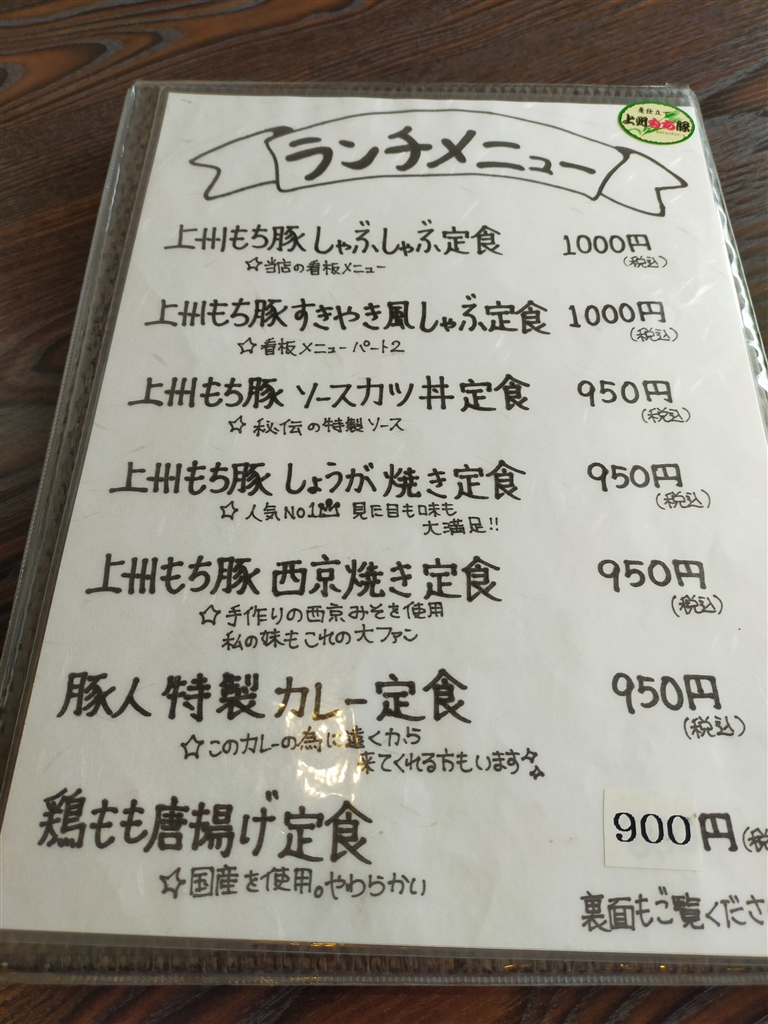 ランチメニュー
上州もち豚
上州もち豚しゃぶしゃぶ定食 1000円
☆当店の看板メニュー (税込)
上州もち豚すきやき風しゃぶ定食 1000円
☆看板メニューパート2 (税込)
上州もち豚 ソースカツ丼定食 950円
☆秘伝の特製ソース (税込)
上州もち豚 しょうが焼き定食 950円
☆人気No1 見た目も味も (税込)
大満足!!
上州もち豚 西京焼き定食 950円
☆手作りの西京みそを使用 (税込)
私の妹もこれの大ファン
豚人 特製 カレー定食 950円
☆このカレーの為に遠くから (税込)
来てくれる方もいます
鶏もも唐揚げ定食 900円(税
☆国産を使用。やわらかい
裏面もご覧くださ